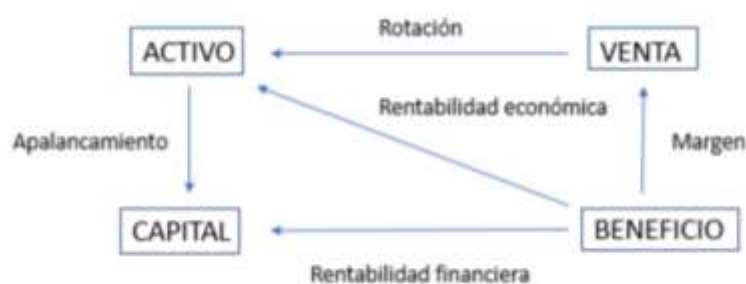 Rotación
ACTIVO
VENTA
Rentabilidad económica
Apalancamiento
Margen
CAPITAL
BENEFICIO
Rentabilidad financiera